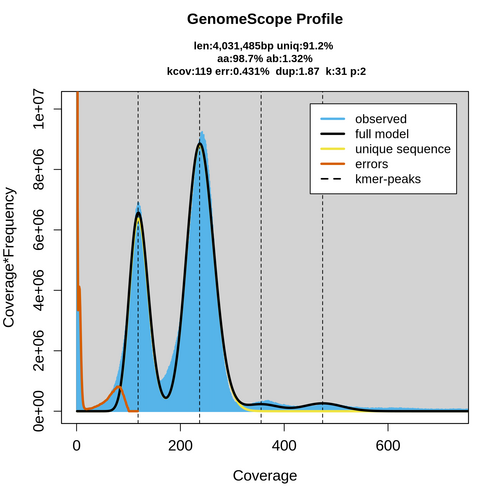 GenomeScope Profile
len:4,031,485bp uniq:91.2%
aa:98.7% ab:1.32%
kcov:119 err:0.431% dup:1.87 k:31 p:2
observed
full model
unique sequence
errors
kmer-peaks
Coverage*Frequency
1e+07
8e+06
6e+06
4e+06
2e+06
0e+00
0
200
400
600
Coverage